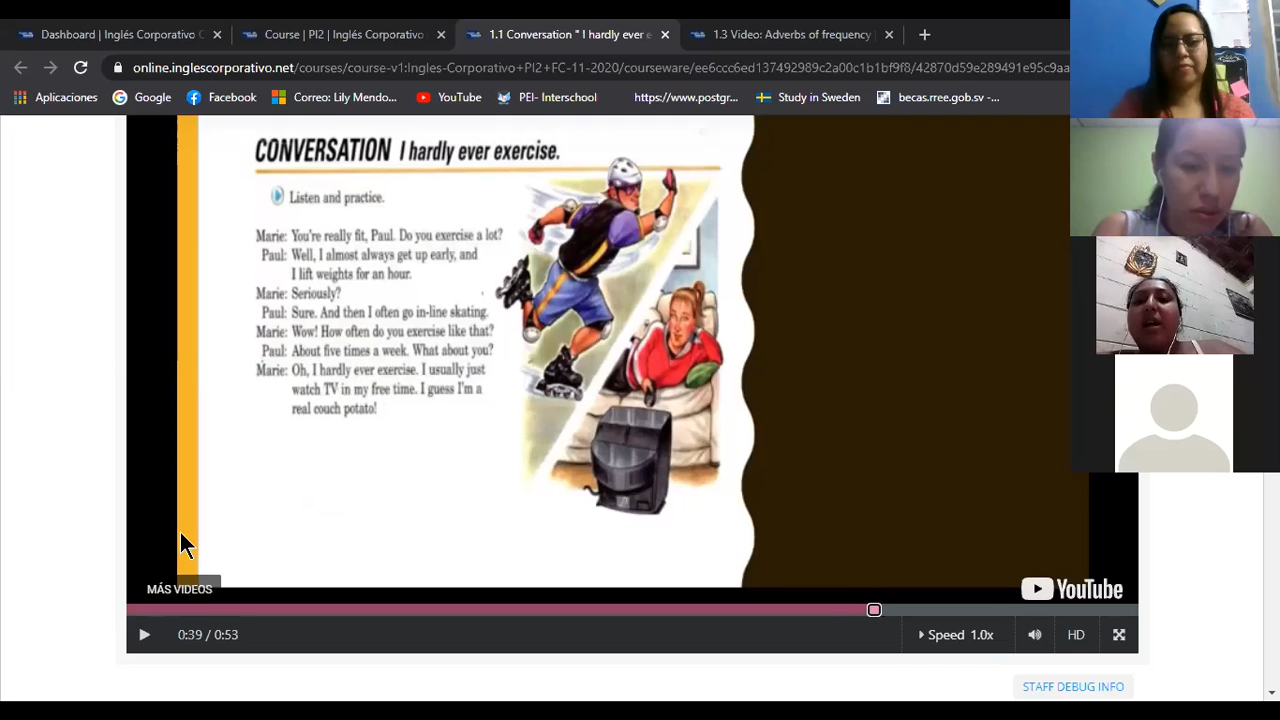 Dashboard | Inglés Corporativo C
Course | PI2 | Inglés Corporativo
1.1 Conversation " I hardly ever e
1.3 Video: Adverbs of frequency |
online.inglescorporativo.net/courses/course-v1:Ingles-Corporativo
+FC-11-2020/courseware/
Aplicaciones
Google
Facebook
Correo: Lily Mendo...
YouTube
PEI- Interschool
https://www.postgr...
Study in Sweden
becas.rree.gob.sv -...
CONVERSATION I hardly ever exercise.
Listen and practice.
Marie: You're really fit, Paul. Do you exercise a lot?
Paul: Well, I almost always get up early, and
I lift weights for an hour.
Marie: Seriously?
Paul: Sure. And then I often go in-line skating.
Marie: Wow! How often do you exercise like that?
Paul: About five times a week. What about you?
Marie: Oh, I hardly ever exercise. I usually just
watch TV in my free time. I guess I'm a
real couch potato!
MÁS VIDEOS
YouTube
0:39 / 0:53
Speed 1.0x
HD
STAFF DEBUG INFO